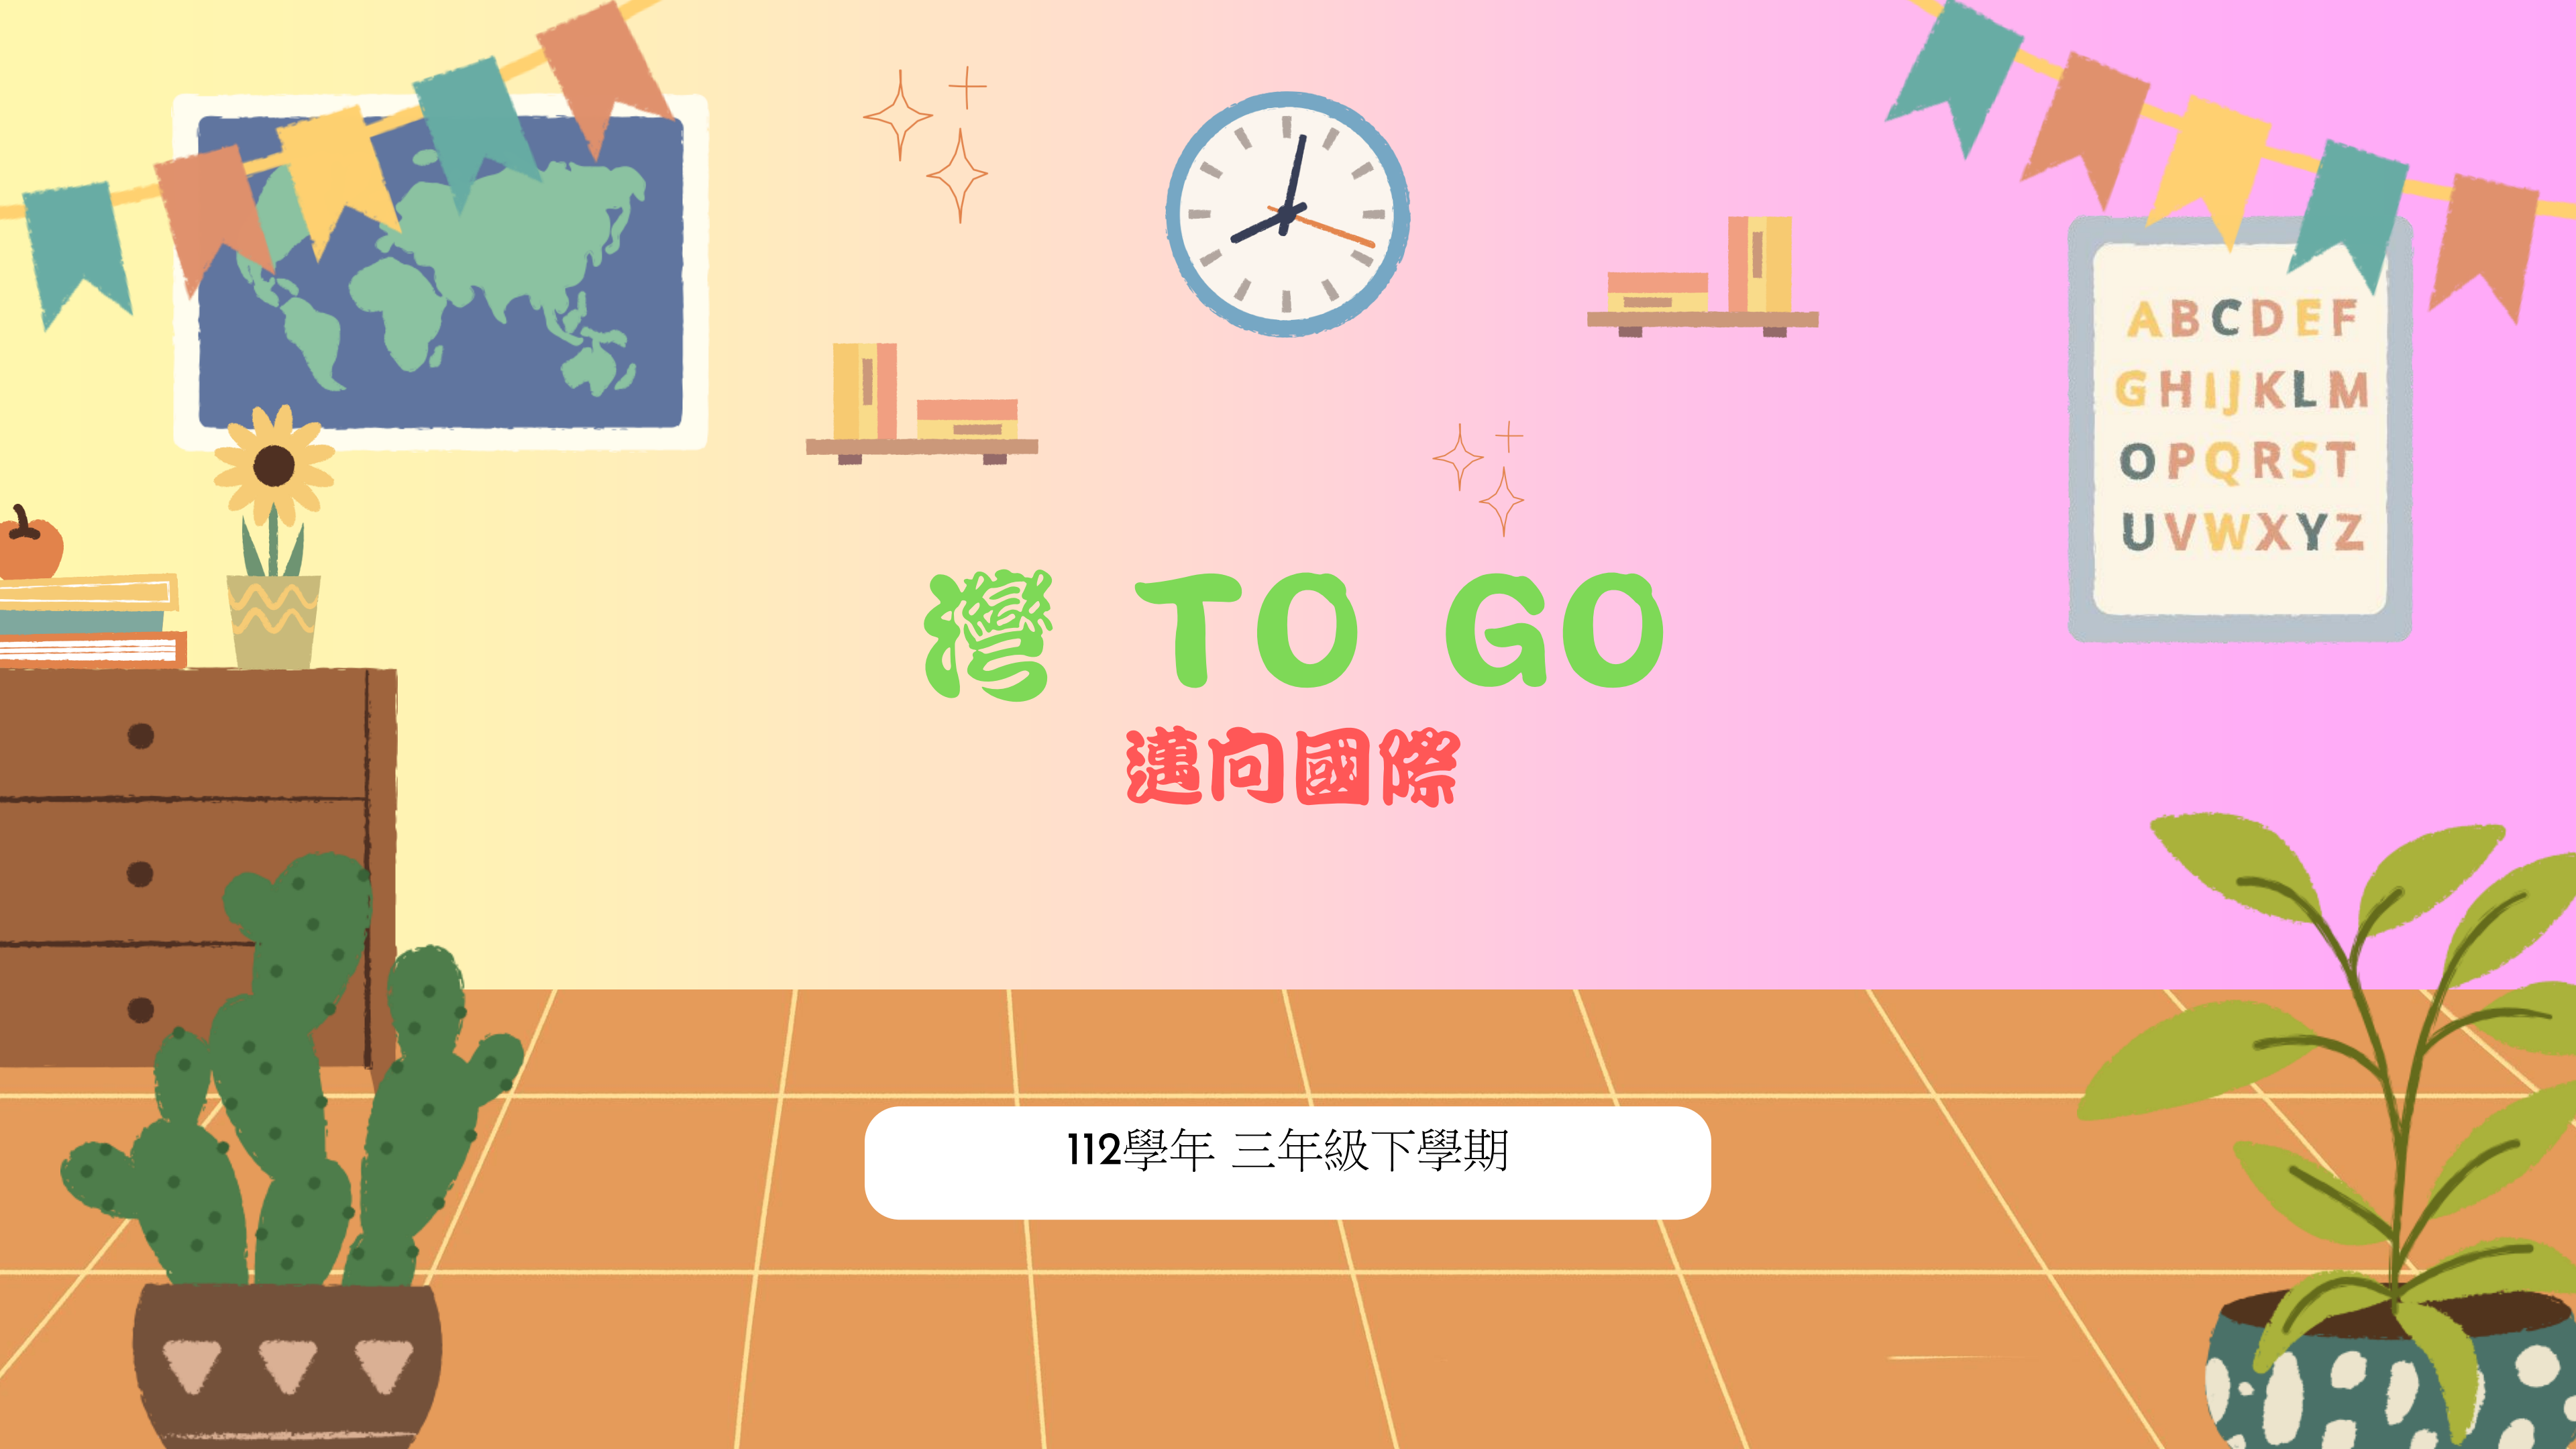 ABCDEF
GHIJKLM
OPQRST
UVWXYZ
灣 TO GO
邁向國際
112學年 三年級下學期